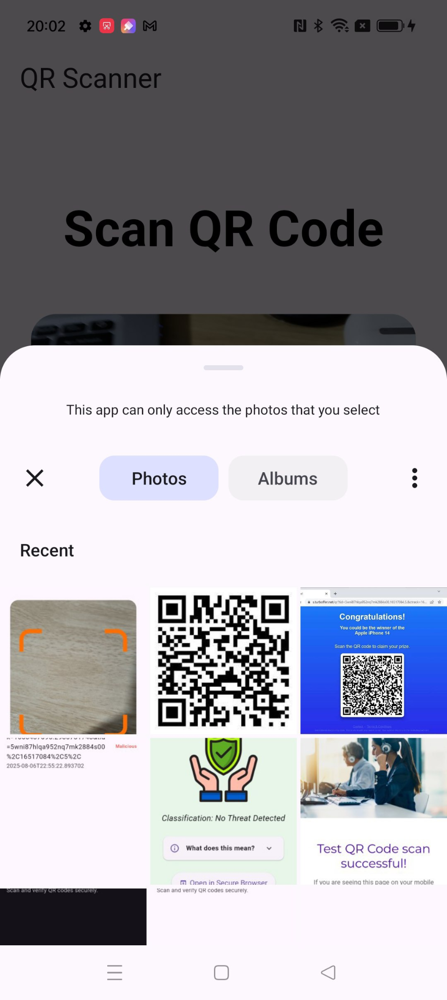 20:02
QR Scanner
Scan QR Code
This app can only access the photos that you select
Photos
Albums
Recent
s.turboffer.net/qr?tid=5wni87hlqa952nq7mk2884s00,16517084,5,&ctrack=16...
Congratulations!
You could be the winner of the
Apple iPhone 14
Scan the QR code to claim your prize.
Contact
Terms & Conditions
=5wni87hlqa952nq7mk2884s00
Malicious
%2C16517084%2C5%2C
2025-08-06T22:55:22.893702
Classification: No Threat Detected
What does this mean?
Open in Secure Browser
Test QR Code scan
successful!
If you are seeing this page on your mobile
Scan and verify QR codes securely.
Scan and verify QR codes securely.